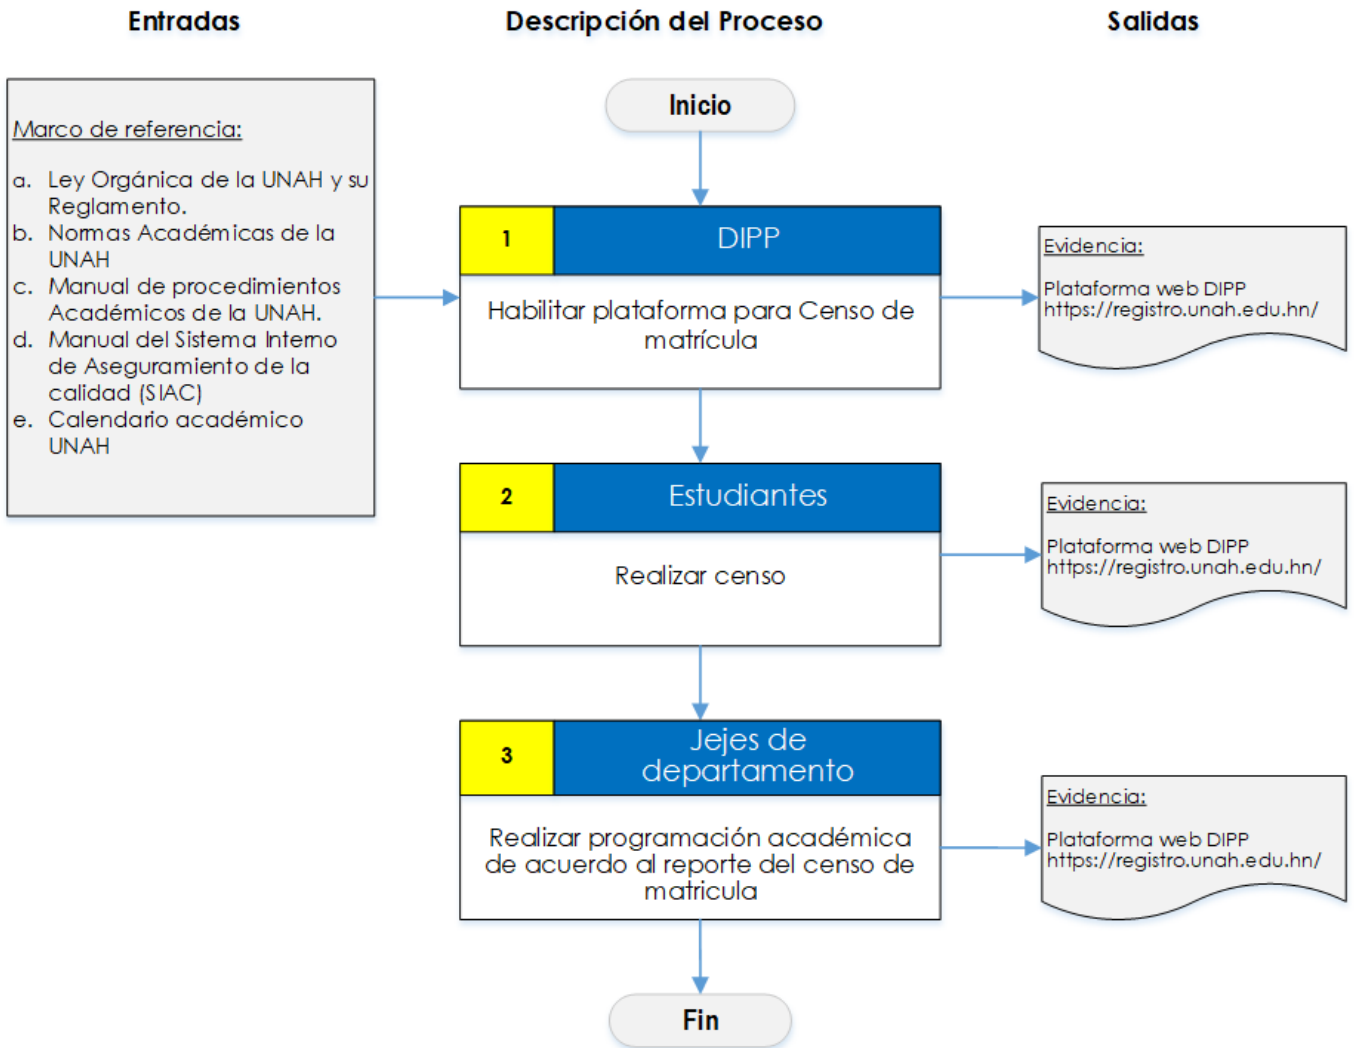 Entradas
Descripción del Proceso
Salidas
Marco de referencia:
a. Ley Orgánica de la UNAH y su
Reglamento.
b. Normas Académicas de la
UNAH
c. Manual de procedimientos
Académicos de la UNAH.
d. Manual del Sistema Interno
de Aseguramiento de la
calidad (SIAC)
e. Calendario académico
UNAH
Inicio
1
DIPP
Habilitar plataforma para Censo de
matrícula
Evidencia:
Plataforma web DIPP
https://registro.unah.edu.hn/
2
Estudiantes
Realizar censo
Evidencia:
Plataforma web DIPP
https://registro.unah.edu.hn/
3
Jejes de
departamento
Realizar programación académica
de acuerdo al reporte del censo de
matricula
Evidencia:
Plataforma web DIPP
https://registro.unah.edu.hn/
Fin